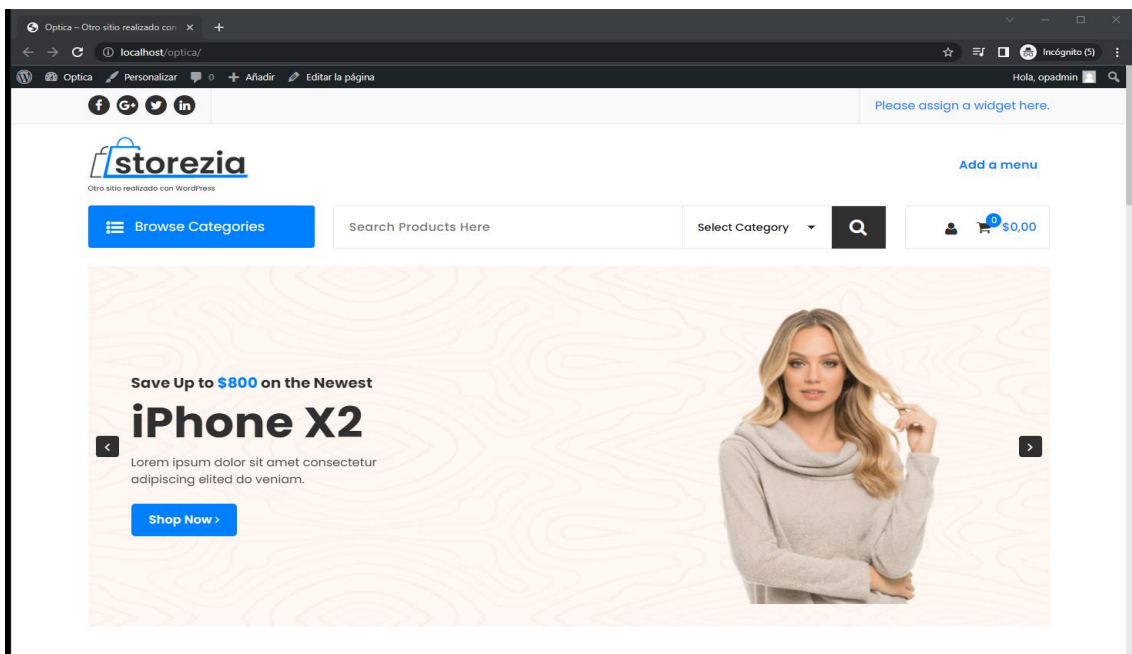 Optica – Otro sitio realizado con
localhost/optica/
Incógnito (5)
Optica Personalizar 0 Añadir Editar la página
Hola, opadmin
Please assign a widget here.
storezia
Otro sitio realizado con WordPress
Add a menu
Browse Categories
Search Products Here
Select Category
0
$0,00
Save Up to $800 on the Newest
iPhone X2
Lorem ipsum dolor sit amet consectetur
adipiscing elited do veniam.
Shop Now >